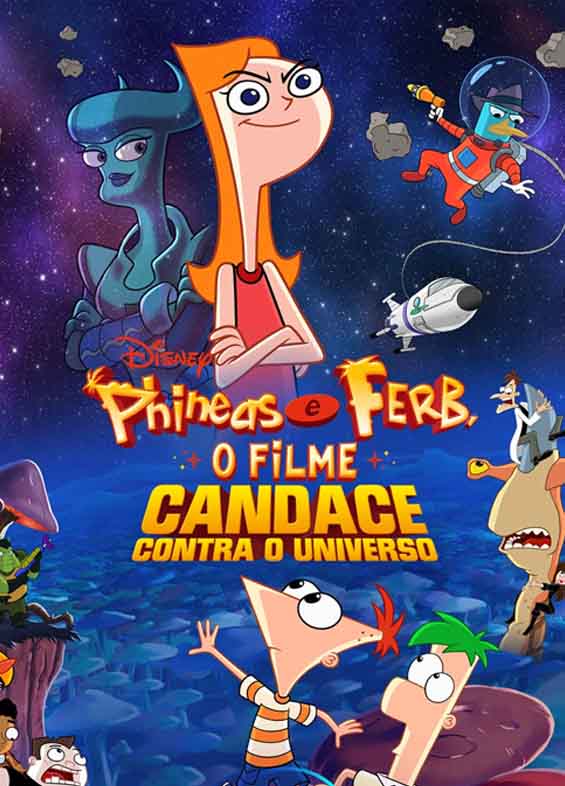 Disney
Phineas e Ferb,
O FiLME
CANDACE
CONTRA O UNIVERSO